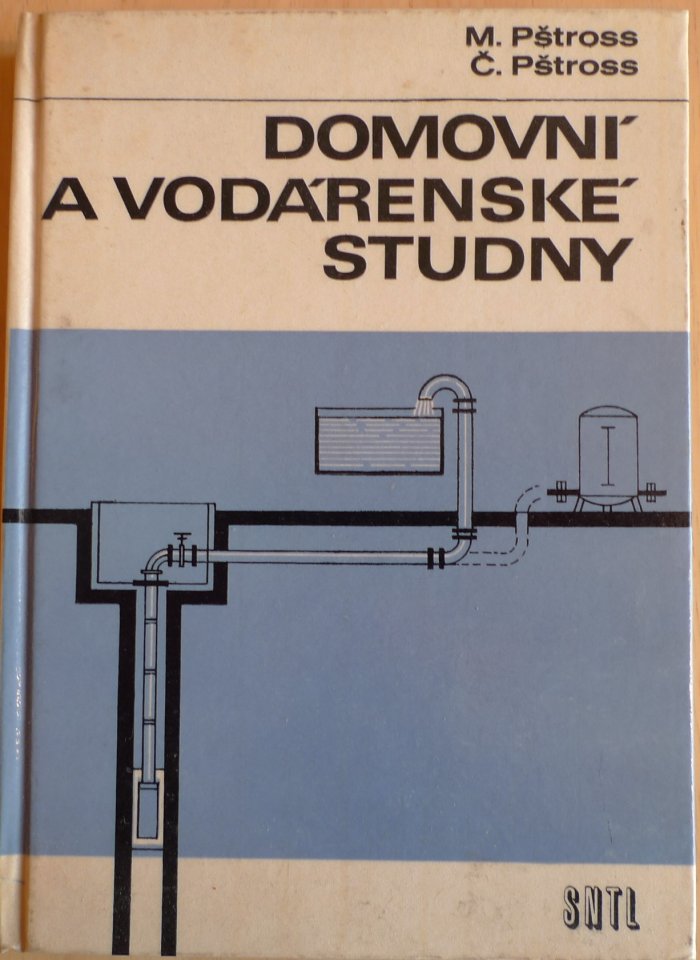 M. Pštross
Č. Pštross
DOMOVNÍ
A VODÁRENSKÉ
STUDNY
SNTL